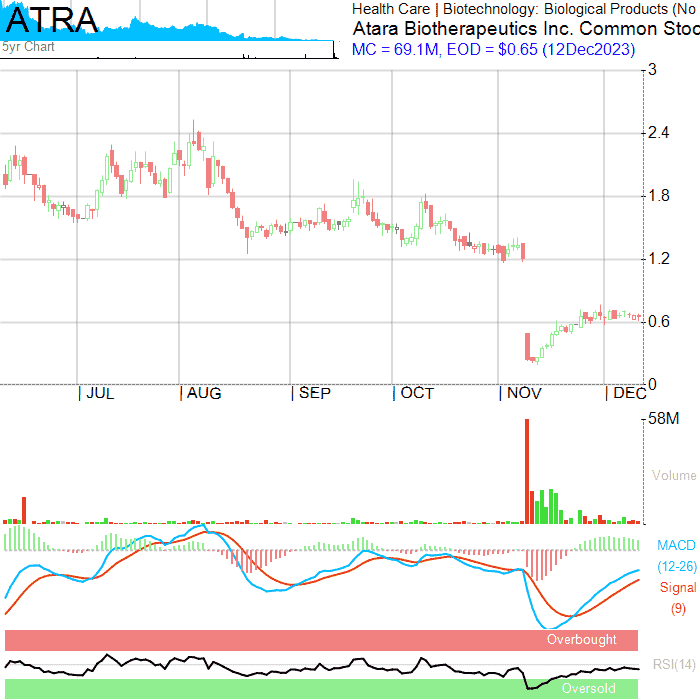 ATRA
5yr Chart
Health Care | Biotechnology: Biological Products (No
Atara Biotherapeutics Inc. Common Stoc
MC = 69.1M, EOD = $0.65 (12Dec2023)
3
2.4
1.8
1.2
0.6
0
| JUL | AUG | SEP | OCT | NOV | DEC
58M
Volume
MACD
(12-26)
Signal
(9)
Overbought
RSI(14)
Oversold